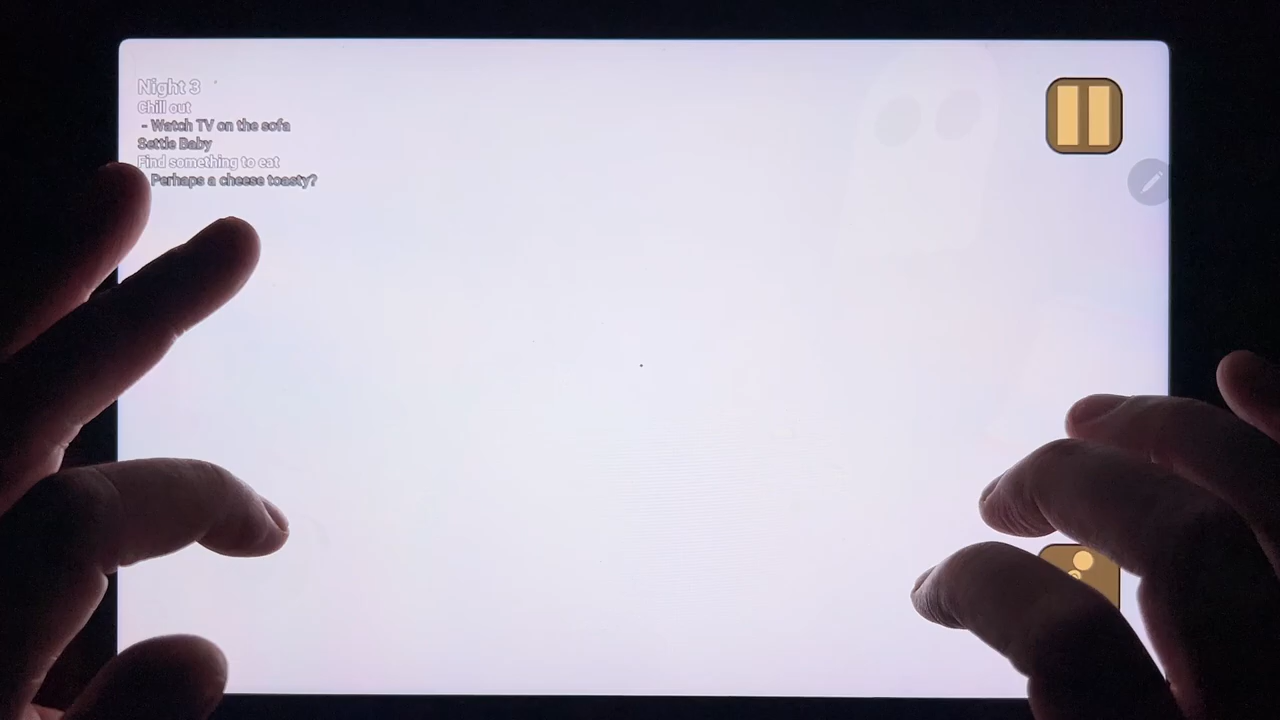 Night 3
Chill out
- Watch TV on the sofa
Settle Baby
Find something to eat
Perhaps a cheese toasty?